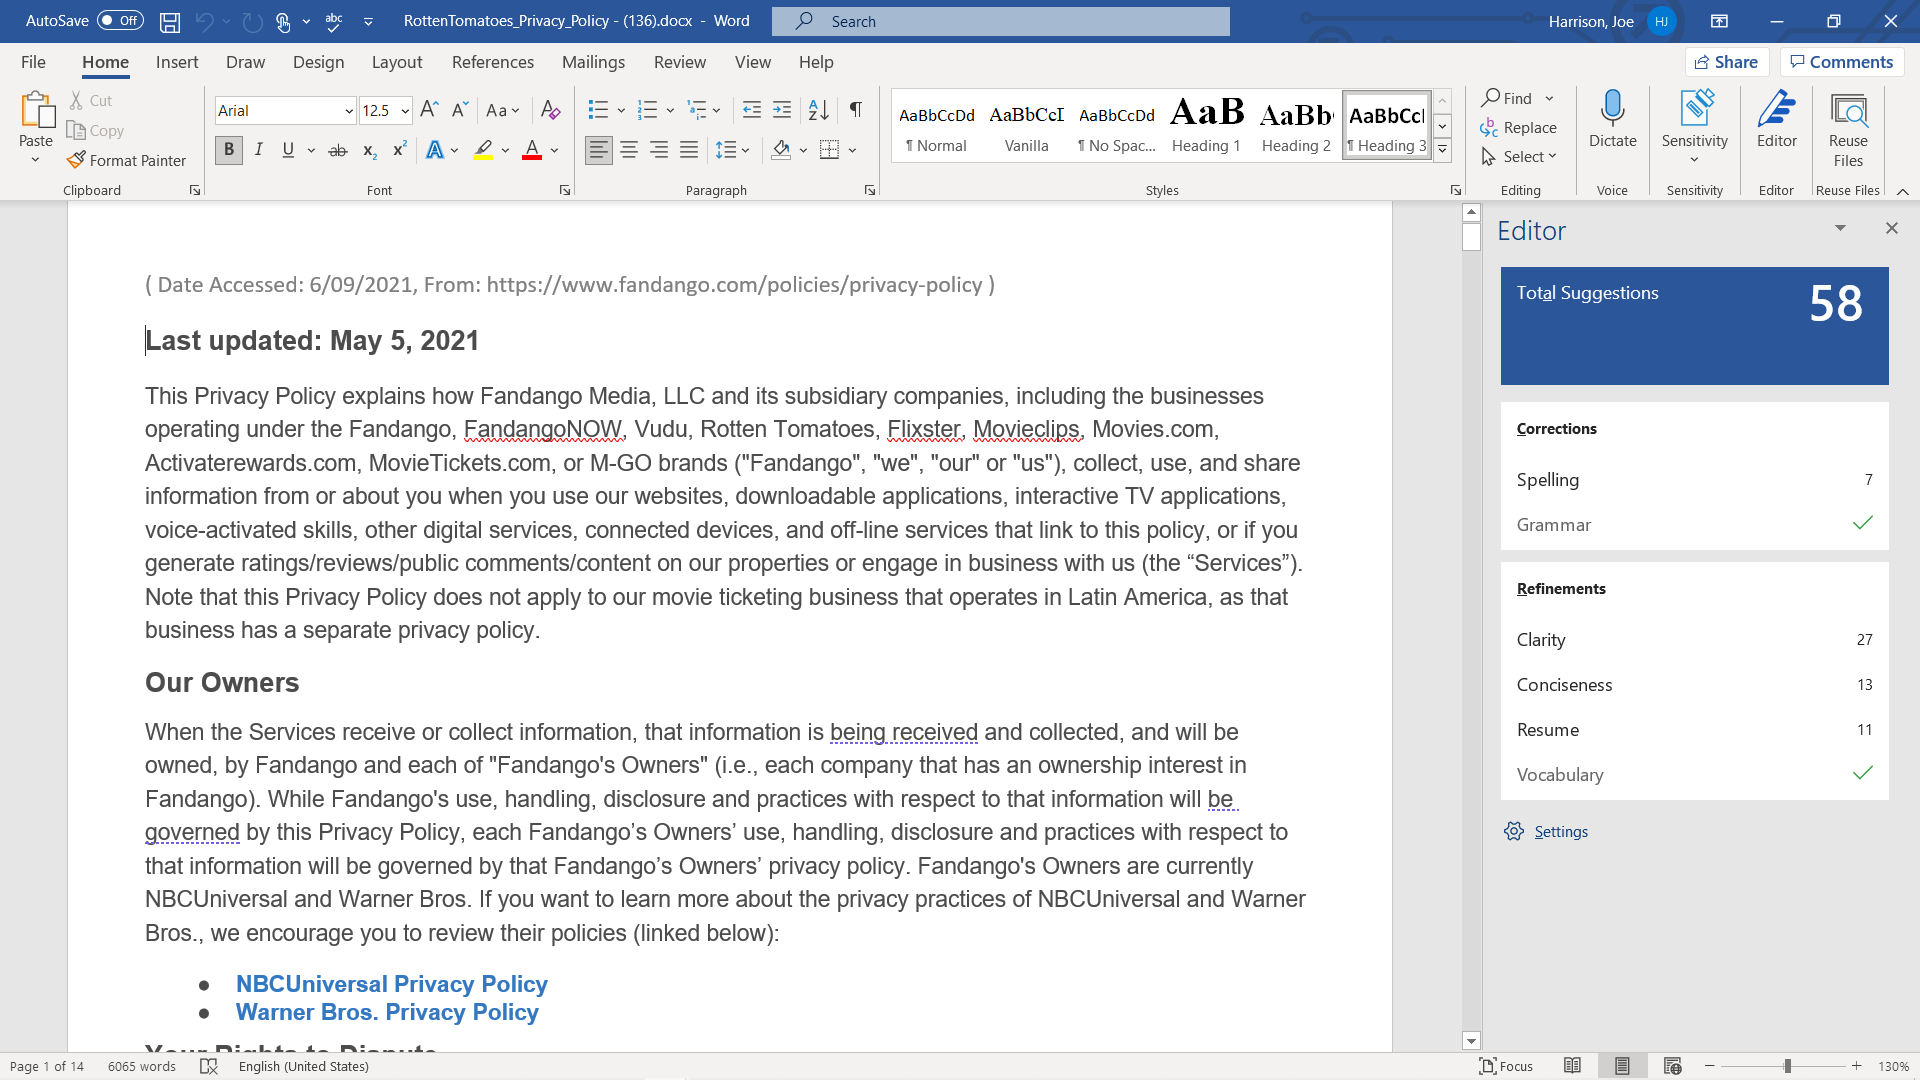 AutoSave Off abc RottenTomatoes_Privacy_Policy - (136).docx - Word Search Harrison, Joe HJ
File Home Insert Draw Design Layout References Mailings Review View Help Share Comments
Paste Cut Copy Format Painter Clipboard
Arial 12.5 Aa B I U ab x₂ x² A A Font
Paragraph
AaBbCcDd AaBbCcI AaBbCcDd AaB AaBb AaBbCcI
¶ Normal Vanilla ¶ No Spac... Heading 1 Heading 2 ¶ Heading 3
Styles
Find Replace Select Editing
Dictate Voice
Sensitivity Sensitivity
Editor Editor
Reuse Files Reuse Files
( Date Accessed: 6/09/2021, From: https://www.fandango.com/policies/privacy-policy )
Last updated: May 5, 2021
This Privacy Policy explains how Fandango Media, LLC and its subsidiary companies, including the businesses
operating under the Fandango, FandangoNOW, Vudu, Rotten Tomatoes, Flixster, Movieclips, Movies.com,
Activaterewards.com, MovieTickets.com, or M-GO brands ("Fandango", "we", "our" or "us"), collect, use, and share
information from or about you when you use our websites, downloadable applications, interactive TV applications,
voice-activated skills, other digital services, connected devices, and off-line services that link to this policy, or if you
generate ratings/reviews/public comments/content on our properties or engage in business with us (the “Services”).
Note that this Privacy Policy does not apply to our movie ticketing business that operates in Latin America, as that
business has a separate privacy policy.
Our Owners
When the Services receive or collect information, that information is being received and collected, and will be
owned, by Fandango and each of "Fandango's Owners" (i.e., each company that has an ownership interest in
Fandango). While Fandango's use, handling, disclosure and practices with respect to that information will be
governed by this Privacy Policy, each Fandango’s Owners’ use, handling, disclosure and practices with respect to
that information will be governed by that Fandango’s Owners’ privacy policy. Fandango's Owners are currently
NBCUniversal and Warner Bros. If you want to learn more about the privacy practices of NBCUniversal and Warner
Bros., we encourage you to review their policies (linked below):
● NBCUniversal Privacy Policy
● Warner Bros. Privacy Policy
Your Rights to Dispute
Editor
Total Suggestions 58
Corrections
Spelling 7
Grammar
Refinements
Clarity 27
Conciseness 13
Resume 11
Vocabulary
Settings
Page 1 of 14 6065 words English (United States) Focus 130%